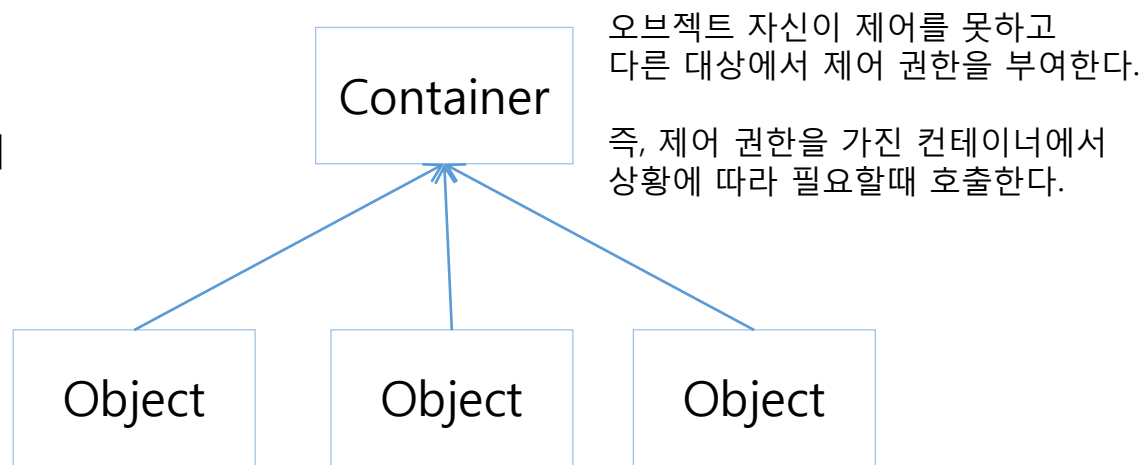 오브젝트 자신이 제어를 못하고
다른 대상에서 제어 권한을 부여한다.
Container
즉, 제어 권한을 가진 컨테이너에서
상황에 따라 필요할때 호출한다.
Object
Object
Object